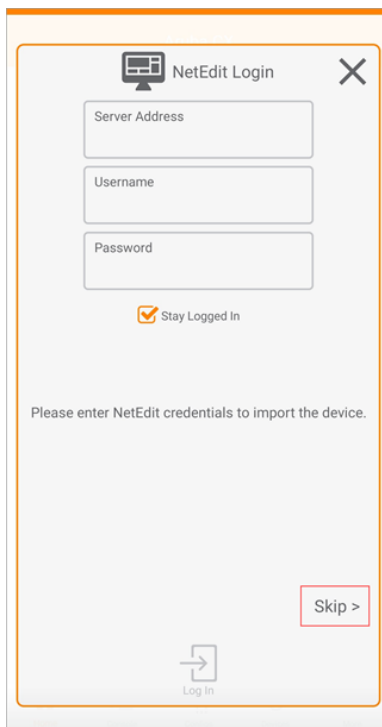 NetEdit Login
Server Address
Username
Password
Stay Logged In
Please enter NetEdit credentials to import the device.
Skip >
Log In